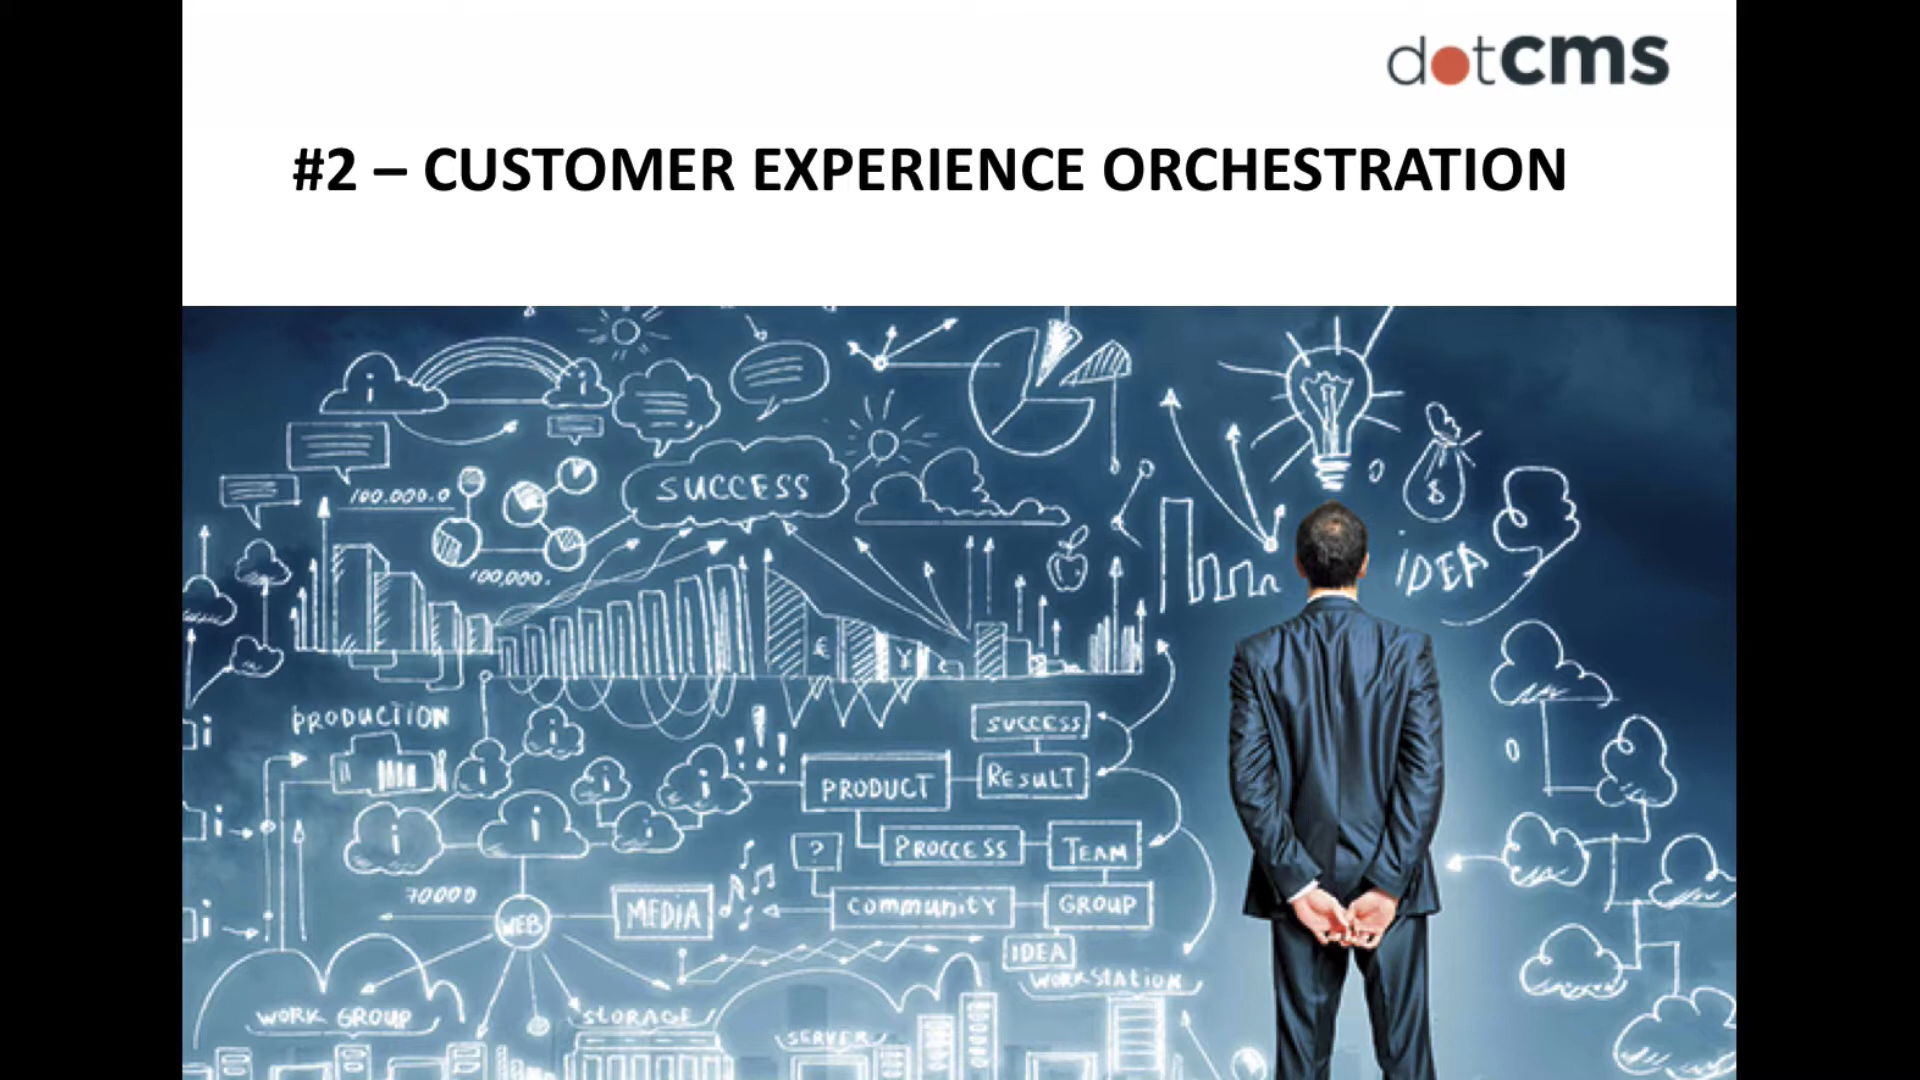 dotcms
#2 – CUSTOMER EXPERIENCE ORCHESTRATION
100.000.0
SUCCESS
100,000.
IDEA
PRODUCTION
SUCCESS
PRODUCT
RESULT
?
PROCCESS
TEAM
70000
WEB
MEDIA
COMMUNITY
GROUP
IDEA
WORKSTATION
WORK GROUP
STORAGE
SERVER